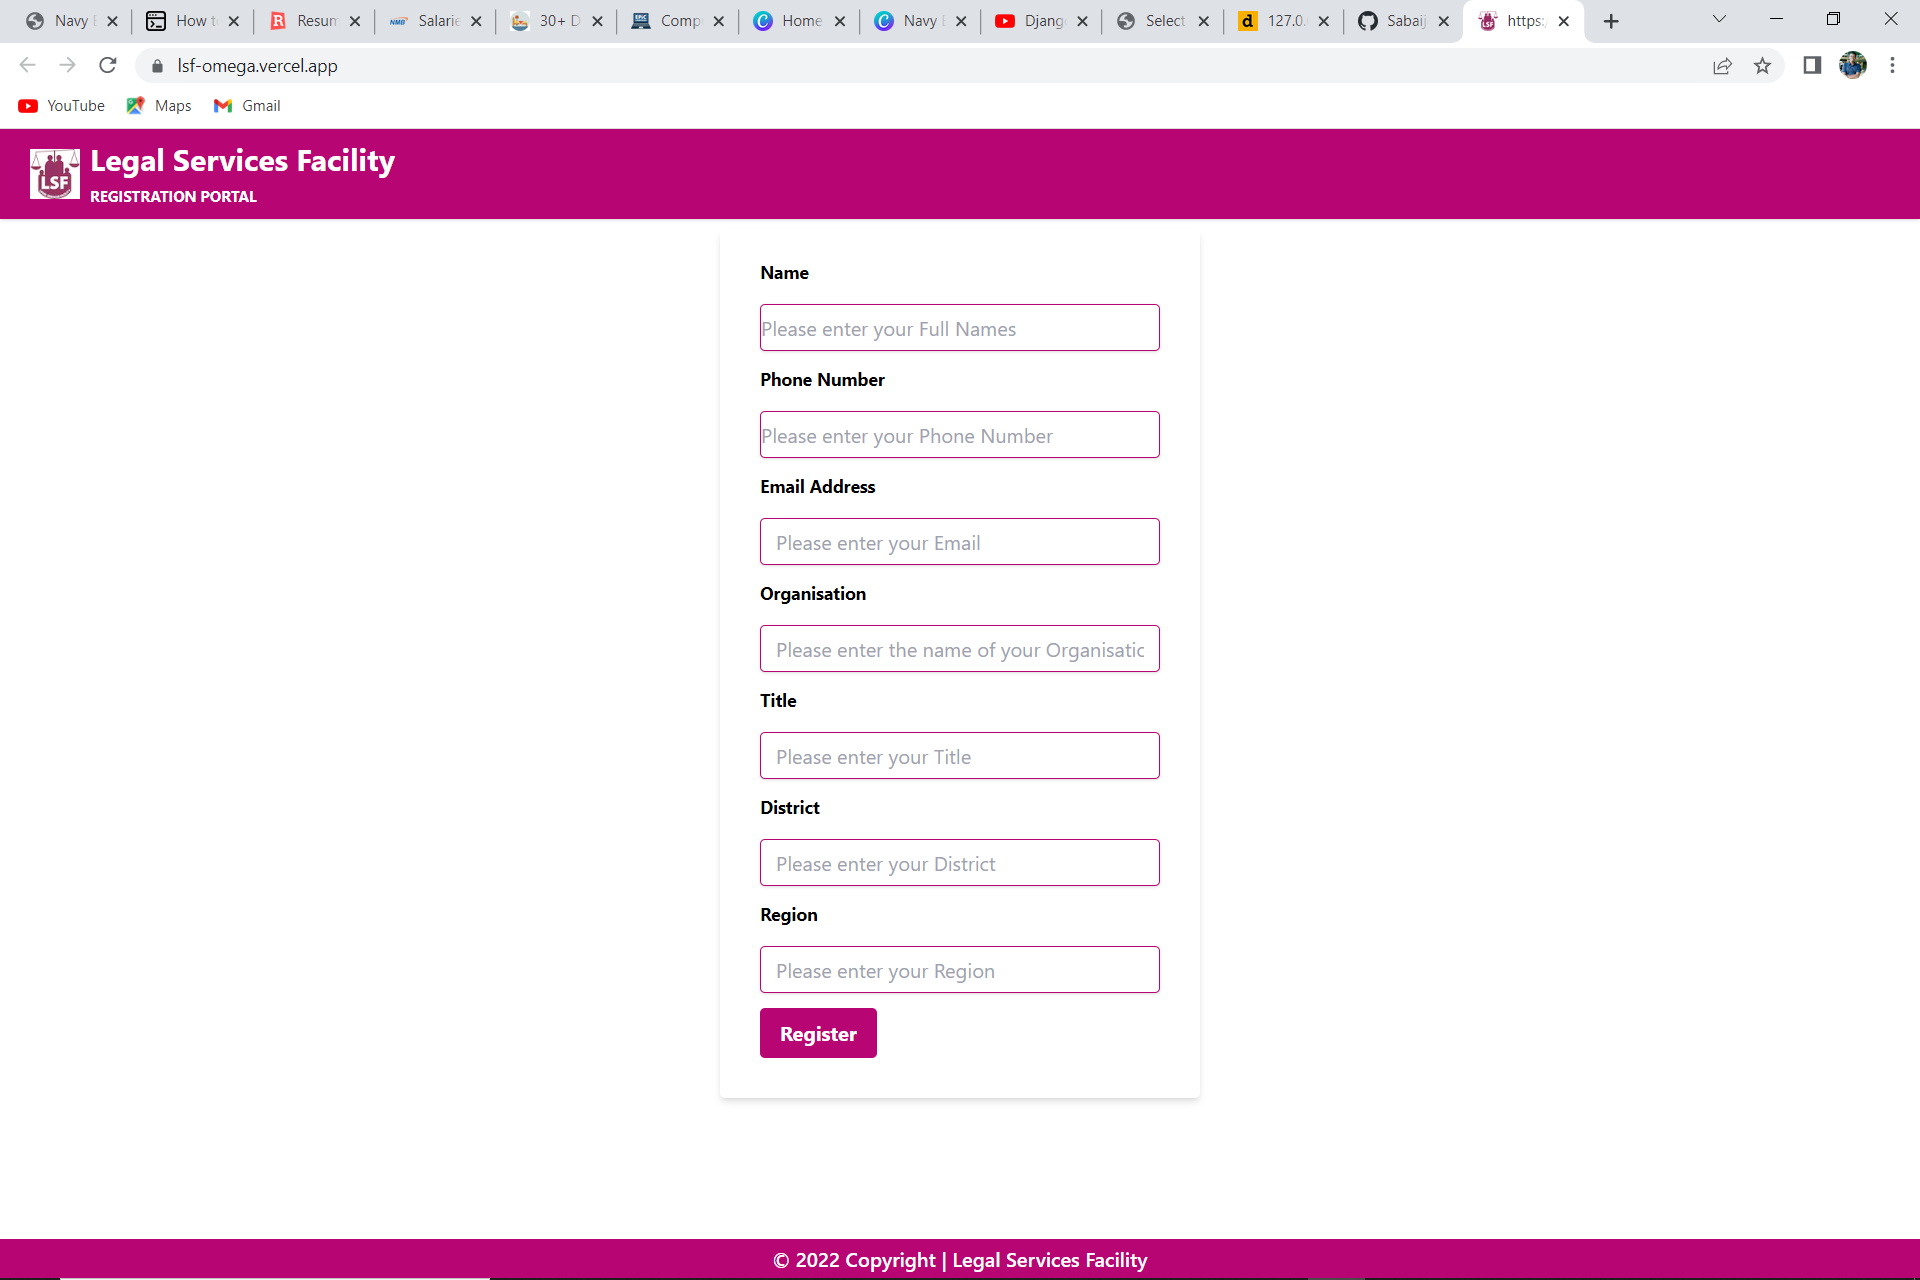 Navy
How t
Resum
NMB
Salarie
30+ D
EPIC
Comp
Home
Navy
Djang
Select
127.0.
Sabaij
https:
lsf-omega.vercel.app
YouTube
Maps
Gmail
LSF
Legal Services Facility
REGISTRATION PORTAL
Name
Please enter your Full Names
Phone Number
Please enter your Phone Number
Email Address
Please enter your Email
Organisation
Please enter the name of your Organisatic
Title
Please enter your Title
District
Please enter your District
Region
Please enter your Region
Register
© 2022 Copyright | Legal Services Facility